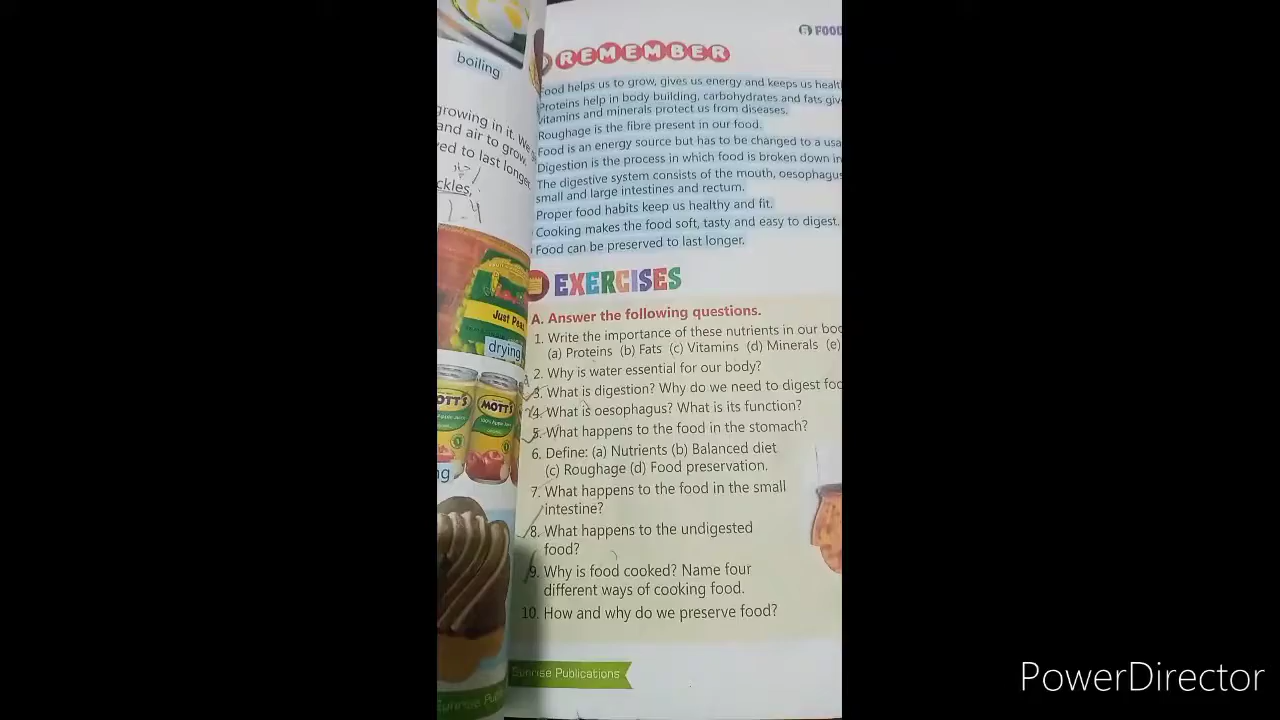 boiling
growing in it. We
and air to grow.
ved to last longer.
ckles,
1-4
Just Peas
drying
MOTT'S
MOTT'S
ng
FOOD
REMEMBER
Food helps us to grow, gives us energy and keeps us healt
Proteins help in body building, carbohydrates and fats giv
vitamins and minerals protect us from diseases.
Roughage is the fibre present in our food.
Food is an energy source but has to be changed to a usa
Digestion is the process in which food is broken down in
The digestive system consists of the mouth, oesophagus
small and large intestines and rectum.
Proper food habits keep us healthy and fit.
Cooking makes the food soft, tasty and easy to digest.
Food can be preserved to last longer.
EXERCISES
A. Answer the following questions.
1. Write the importance of these nutrients in our bod
(a) Proteins (b) Fats (c) Vitamins (d) Minerals (e)
2. Why is water essential for our body?
3. What is digestion? Why do we need to digest foo
4. What is oesophagus? What is its function?
5. What happens to the food in the stomach?
6. Define: (a) Nutrients (b) Balanced diet
(c) Roughage (d) Food preservation.
7. What happens to the food in the small
intestine?
8. What happens to the undigested
food?
9. Why is food cooked? Name four
different ways of cooking food.
10. How and why do we preserve food?
Sunrise Publications
Sunrise Pub
PowerDirector